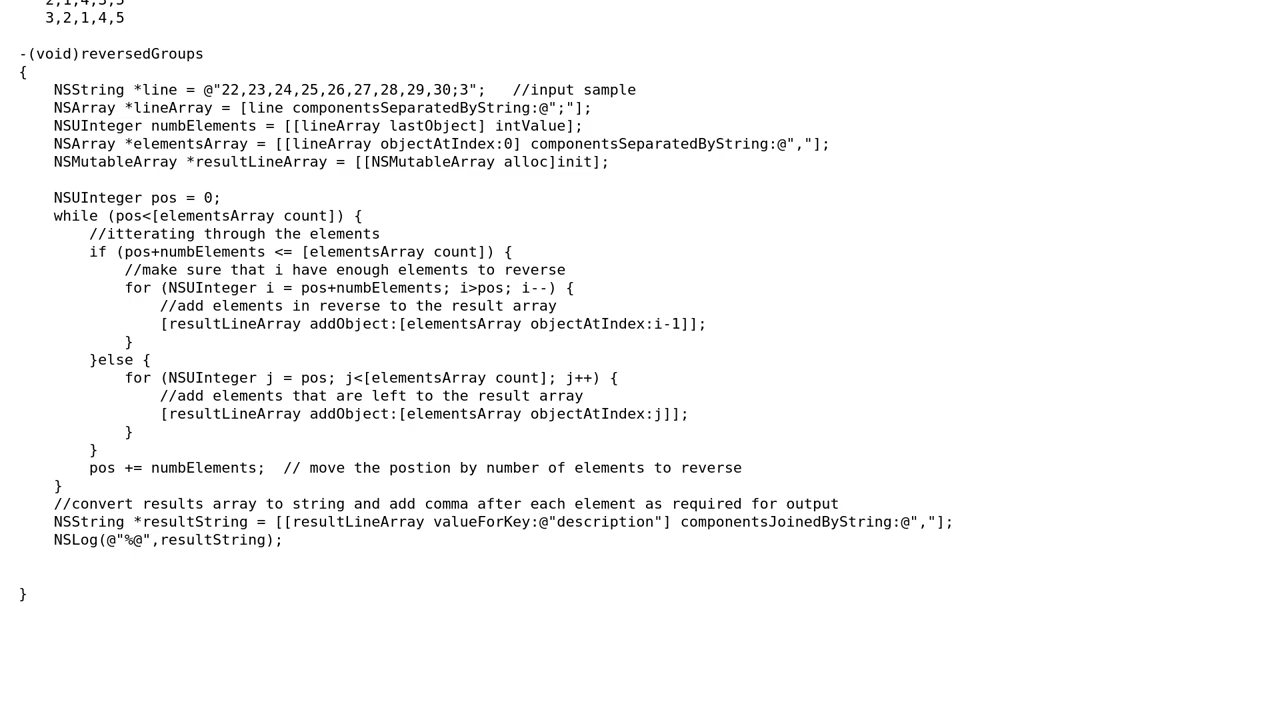 2,1,4,3,5
3,2,1,4,5
-(void)reversedGroups
{
    NSString *line = @"22,23,24,25,26,27,28,29,30;3";   //input sample
    NSArray *lineArray = [line componentsSeparatedByString:@";"];
    NSUInteger numbElements = [[lineArray lastObject] intValue];
    NSArray *elementsArray = [[lineArray objectAtIndex:0] componentsSeparatedByString:@","];
    NSMutableArray *resultLineArray = [[NSMutableArray alloc]init];

    NSUInteger pos = 0;
    while (pos<[elementsArray count]) {
        //itterating through the elements
        if (pos+numbElements <= [elementsArray count]) {
            //make sure that i have enough elements to reverse
            for (NSUInteger i = pos+numbElements; i>pos; i--) {
                //add elements in reverse to the result array
                [resultLineArray addObject:[elementsArray objectAtIndex:i-1]];
            }
        }else {
            for (NSUInteger j = pos; j<[elementsArray count]; j++) {
                //add elements that are left to the result array
                [resultLineArray addObject:[elementsArray objectAtIndex:j]];
            }
        }
        pos += numbElements;  // move the postion by number of elements to reverse
    }
    //convert results array to string and add comma after each element as required for output
    NSString *resultString = [[resultLineArray valueForKey:@"description"] componentsJoinedByString:@","];
    NSLog(@"%@",resultString);


}